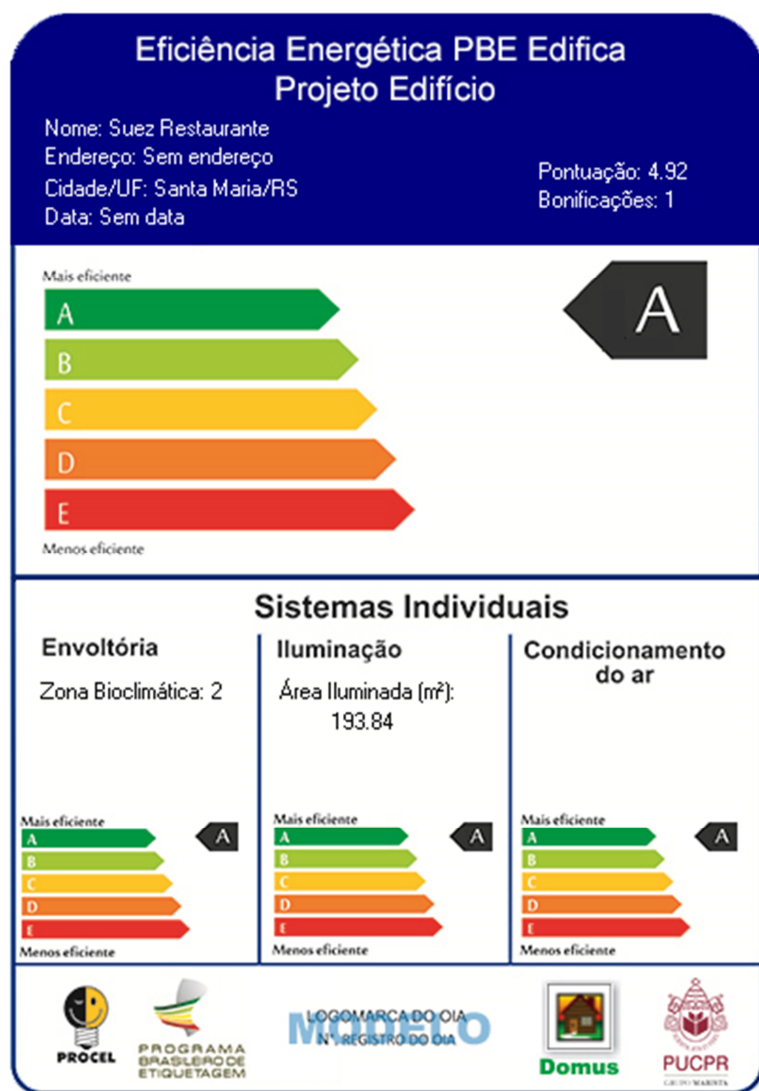 Eficiência Energética PBE Edifica
Projeto Edifício
Nome: Suez Restaurante
Endereço: Sem endereço
Cidade/UF: Santa Maria/RS
Data: Sem data
Pontuação: 4.92
Bonificações: 1
Mais eficiente
A
B
C
D
E
Menos eficiente
A
Sistemas Individuais
Envoltória
Zona Bioclimática: 2
Mais eficiente
A
B
C
D
E
Menos eficiente
A
Iluminação
Área Iluminada (m²):
193.84
Mais eficiente
A
B
C
D
E
Menos eficiente
A
Condicionamento
do ar
Mais eficiente
A
B
C
D
E
Menos eficiente
A
PROCEL
PROGRAMA
BRASILEIRO DE
ETIQUETAGEM
LOGOMARCA DO OIA
MODELO
N°. REGISTRO DO OIA
Domus
PUCPR
GRUPO MARISTA